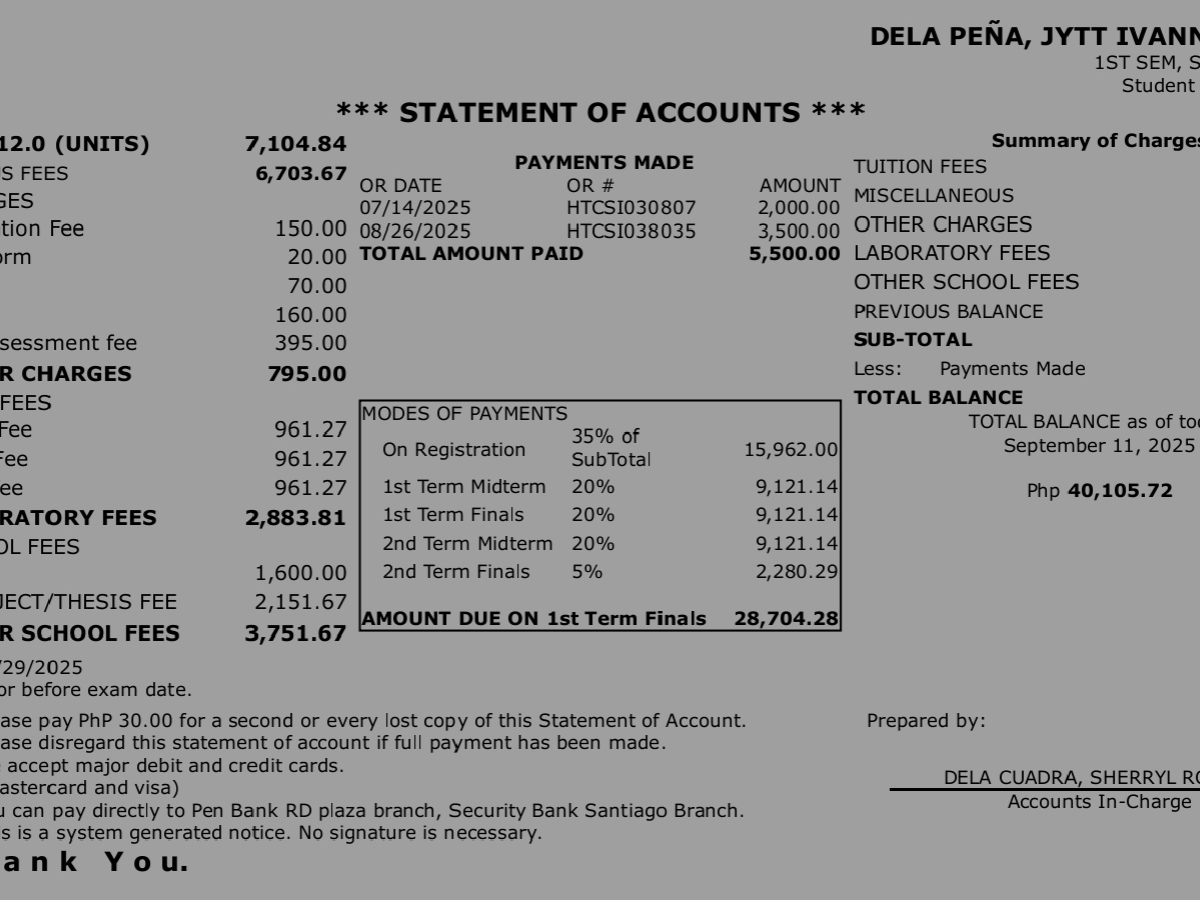 DELA PEÑA, JYTT IVANN
1ST SEM, S
Student
*** STATEMENT OF ACCOUNTS ***
12.0 (UNITS) 7,104.84
S FEES 6,703.67
GES
tion Fee 150.00
orm 20.00
70.00
160.00
sessment fee 395.00
R CHARGES 795.00
FEES
Fee 961.27
Fee 961.27
ee 961.27
RATORY FEES 2,883.81
OL FEES
1,600.00
JECT/THESIS FEE 2,151.67
R SCHOOL FEES 3,751.67
PAYMENTS MADE
OR DATE OR # AMOUNT
07/14/2025 HTCSI030807 2,000.00
08/26/2025 HTCSI038035 3,500.00
TOTAL AMOUNT PAID 5,500.00
MODES OF PAYMENTS
On Registration 35% of SubTotal 15,962.00
1st Term Midterm 20% 9,121.14
1st Term Finals 20% 9,121.14
2nd Term Midterm 20% 9,121.14
2nd Term Finals 5% 2,280.29
AMOUNT DUE ON 1st Term Finals 28,704.28
Summary of Charges
TUITION FEES
MISCELLANEOUS
OTHER CHARGES
LABORATORY FEES
OTHER SCHOOL FEES
PREVIOUS BALANCE
SUB-TOTAL
Less: Payments Made
TOTAL BALANCE
TOTAL BALANCE as of to
September 11, 2025
Php 40,105.72
/29/2025
or before exam date.
ase pay PhP 30.00 for a second or every lost copy of this Statement of Account.
ase disregard this statement of account if full payment has been made.
accept major debit and credit cards.
astercard and visa)
u can pay directly to Pen Bank RD plaza branch, Security Bank Santiago Branch.
s is a system generated notice. No signature is necessary.
ank You.
Prepared by:
DELA CUADRA, SHERRYL RO
Accounts In-Charge